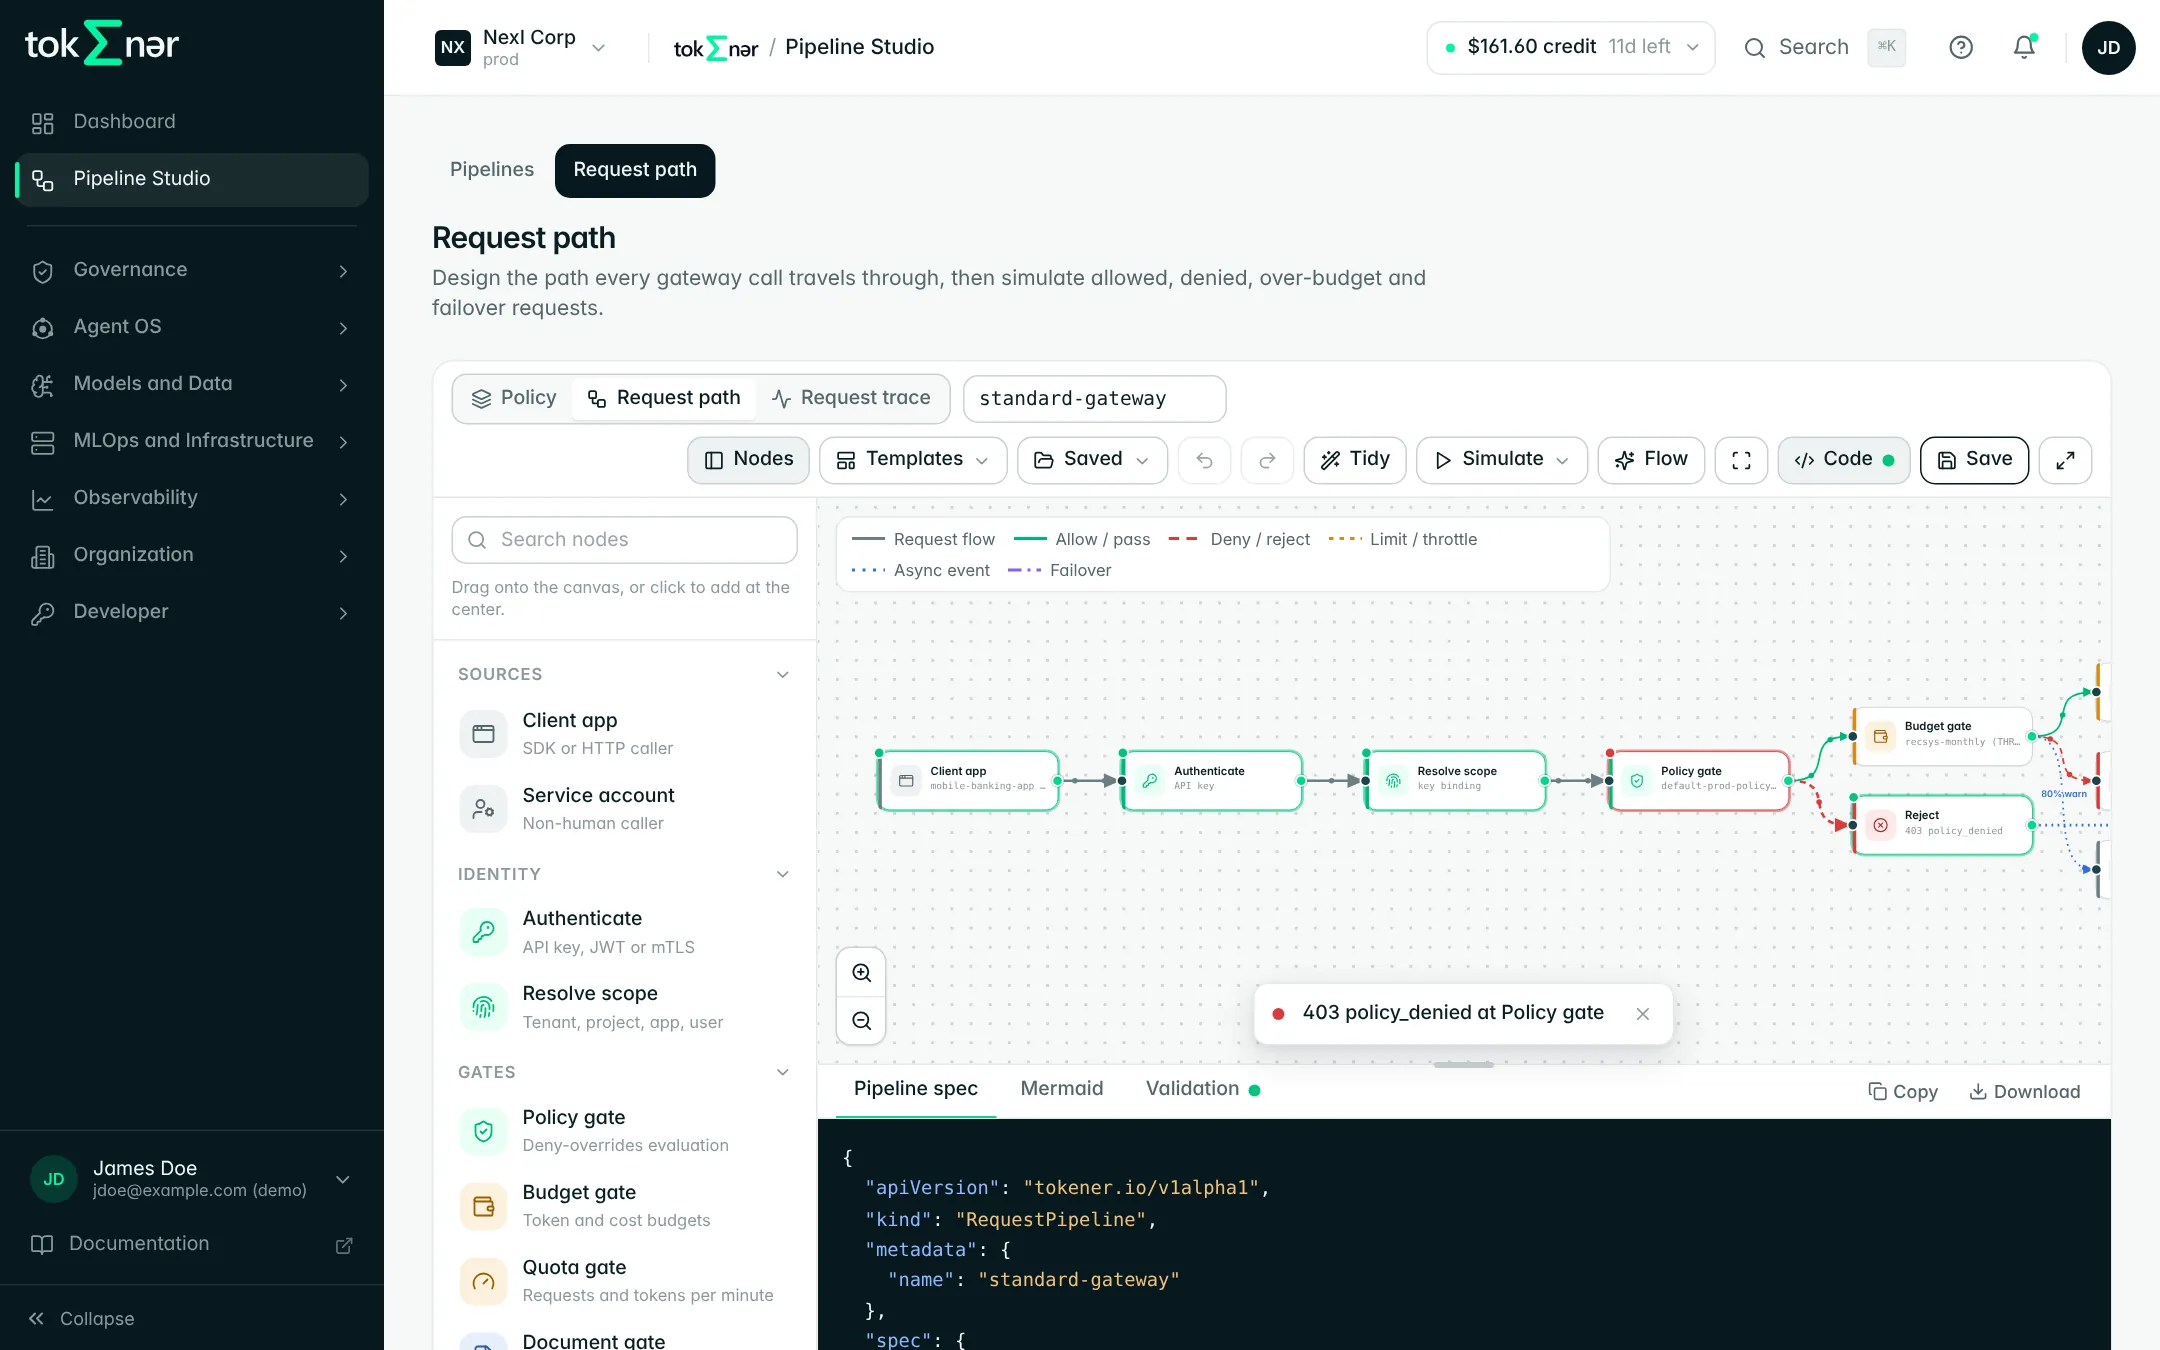 tokΣnər
Dashboard
Pipeline Studio
Governance
Agent OS
Models and Data
MLOps and Infrastructure
Observability
Organization
Developer
JD
James Doe
jdoe@example.com (demo)
Documentation
Collapse
NX
Nexl Corp
prod
tokΣnər / Pipeline Studio
$161.60 credit 11d left
Search ⌘K
JD
Pipelines
Request path
Request path
Design the path every gateway call travels through, then simulate allowed, denied, over-budget and
failover requests.
Policy
Request path
Request trace
standard-gateway
Nodes
Templates
Saved
Tidy
Simulate
Flow
Code
Save
Search nodes
Drag onto the canvas, or click to add at the
center.
SOURCES
Client app
SDK or HTTP caller
Service account
Non-human caller
IDENTITY
Authenticate
API key, JWT or mTLS
Resolve scope
Tenant, project, app, user
GATES
Policy gate
Deny-overrides evaluation
Budget gate
Token and cost budgets
Quota gate
Requests and tokens per minute
Document gate
Request flow
Allow / pass
Deny / reject
Limit / throttle
Async event
Failover
Client app
mobile-banking-app …
Authenticate
API key
Resolve scope
key binding
Policy gate
default-prod-policy…
Budget gate
recsys-monthly (THR…
Reject
403 policy_denied
80% warn
403 policy_denied at Policy gate
Pipeline spec
Mermaid
Validation
Copy
Download
{
"apiVersion": "tokener.io/v1alpha1",
"kind": "RequestPipeline",
"metadata": {
"name": "standard-gateway"
},
"spec": {